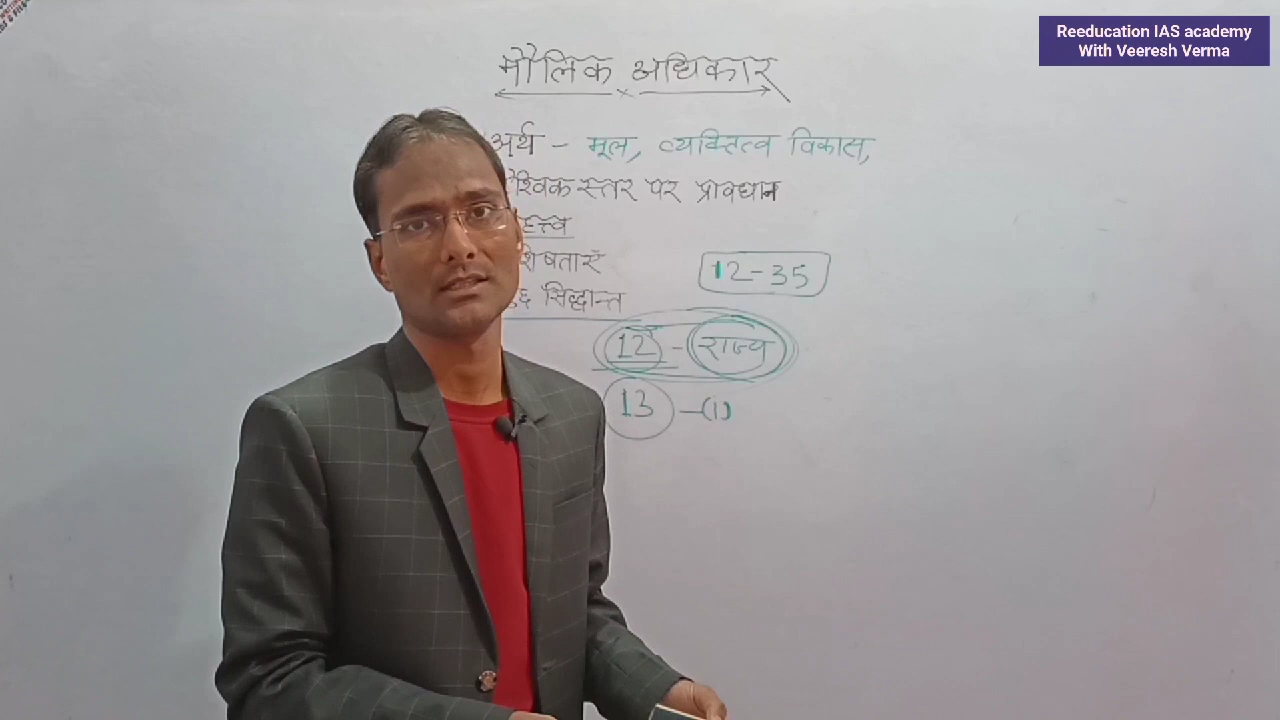 Reeducation IAS academy
With Veeresh Verma
मौलिक अधिकार
अर्थ - मूल, व्यक्तित्व विकास,
स्तर पर प्रावधान
12-35
सिद्धान्त
12 - राज्य
13 -(1)